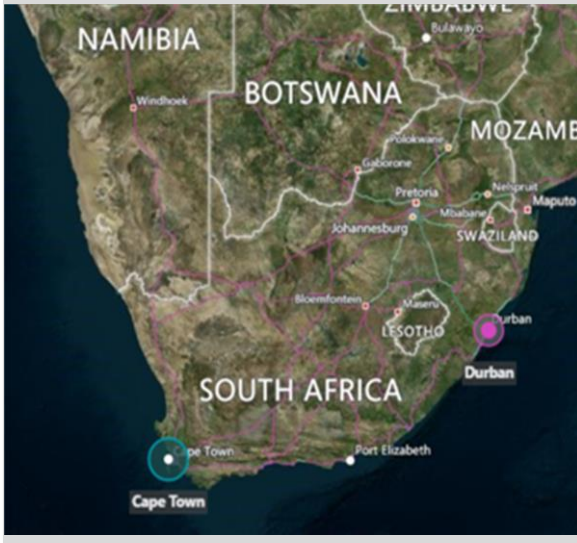 ZIMBABWE
Bulawayo
NAMIBIA
Windhoek
BOTSWANA
MOZAMB
Polokwane
Gaborone
Pretoria
Nelspruit
Maputo
Mbabane
Johannesburg
SWAZILAND
Bloemfontein
Maseru
LESOTHO
Durban
Durban
SOUTH AFRICA
Cape Town
Port Elizabeth
Cape Town